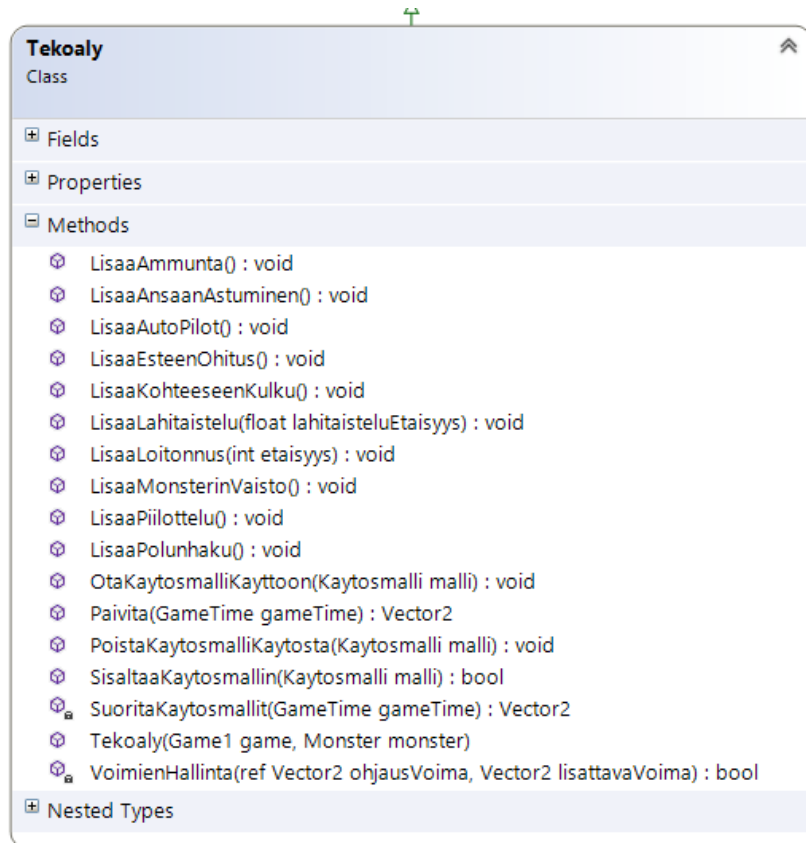 Tekoaly
Class
Fields
Properties
Methods
LisaaAmmunta() : void
LisaaAnsaanAstuminen() : void
LisaaAutoPilot() : void
LisaaEsteenOhitus() : void
LisaaKohteeseenKulku() : void
LisaaLahitaistelu(float lahitaisteluEtaisyys) : void
LisaaLoitonnus(int etaisyys) : void
LisaaMonsterinVaisto() : void
LisaaPiilottelu() : void
LisaaPolunhaku() : void
OtaKaytosmalliKayttoon(Kaytosmalli malli) : void
Paivita(GameTime gameTime) : Vector2
PoistaKaytosmalliKaytosta(Kaytosmalli malli) : void
SisaltaaKaytosmallin(Kaytosmalli malli) : bool
SuoritaKaytosmallit(GameTime gameTime) : Vector2
Tekoaly(Game1 game, Monster monster)
VoimienHallinta(ref Vector2 ohjausVoima, Vector2 lisattavaVoima) : bool
Nested Types